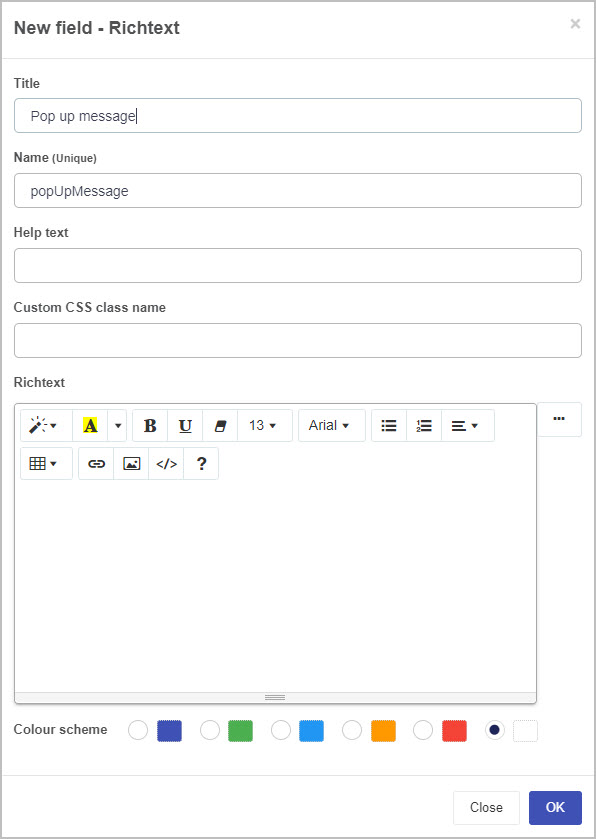 New field - Richtext ×
Title
Pop up message
Name (Unique)
popUpMessage
Help text
Custom CSS class name
Richtext
A B U 13 Arial ...
</> ?
Colour scheme
Close OK